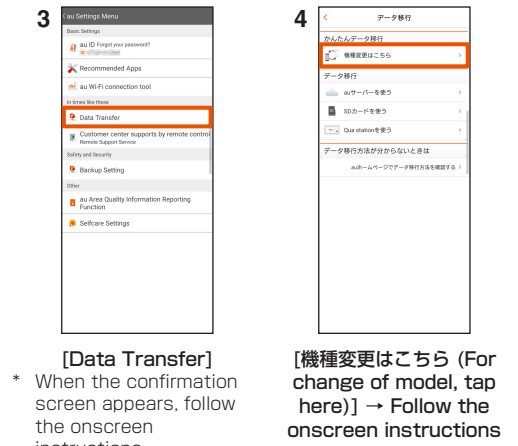 3
au Settings Menu
Basic Settings
au ID Forgot your password?
Recommended Apps
au Wi-Fi connection tool
In times like these
Data Transfer
Customer center supports by remote control
Remote Support Service
Safety and Security
Backup Setting
Other
au Area Quality Information Reporting
Function
Selfcare Settings
[Data Transfer]
* When the confirmation
screen appears, follow
the onscreen
instructions
4
データ移行
かんたんデータ移行
機種変更はこちら
データ移行
auサーバーを使う
SDカードを使う
Qua stationを使う
データ移行方法が分からないときは
auホームページでデータ移行方法を確認する
[機種変更はこちら (For
change of model, tap
here)] → Follow the
onscreen instructions